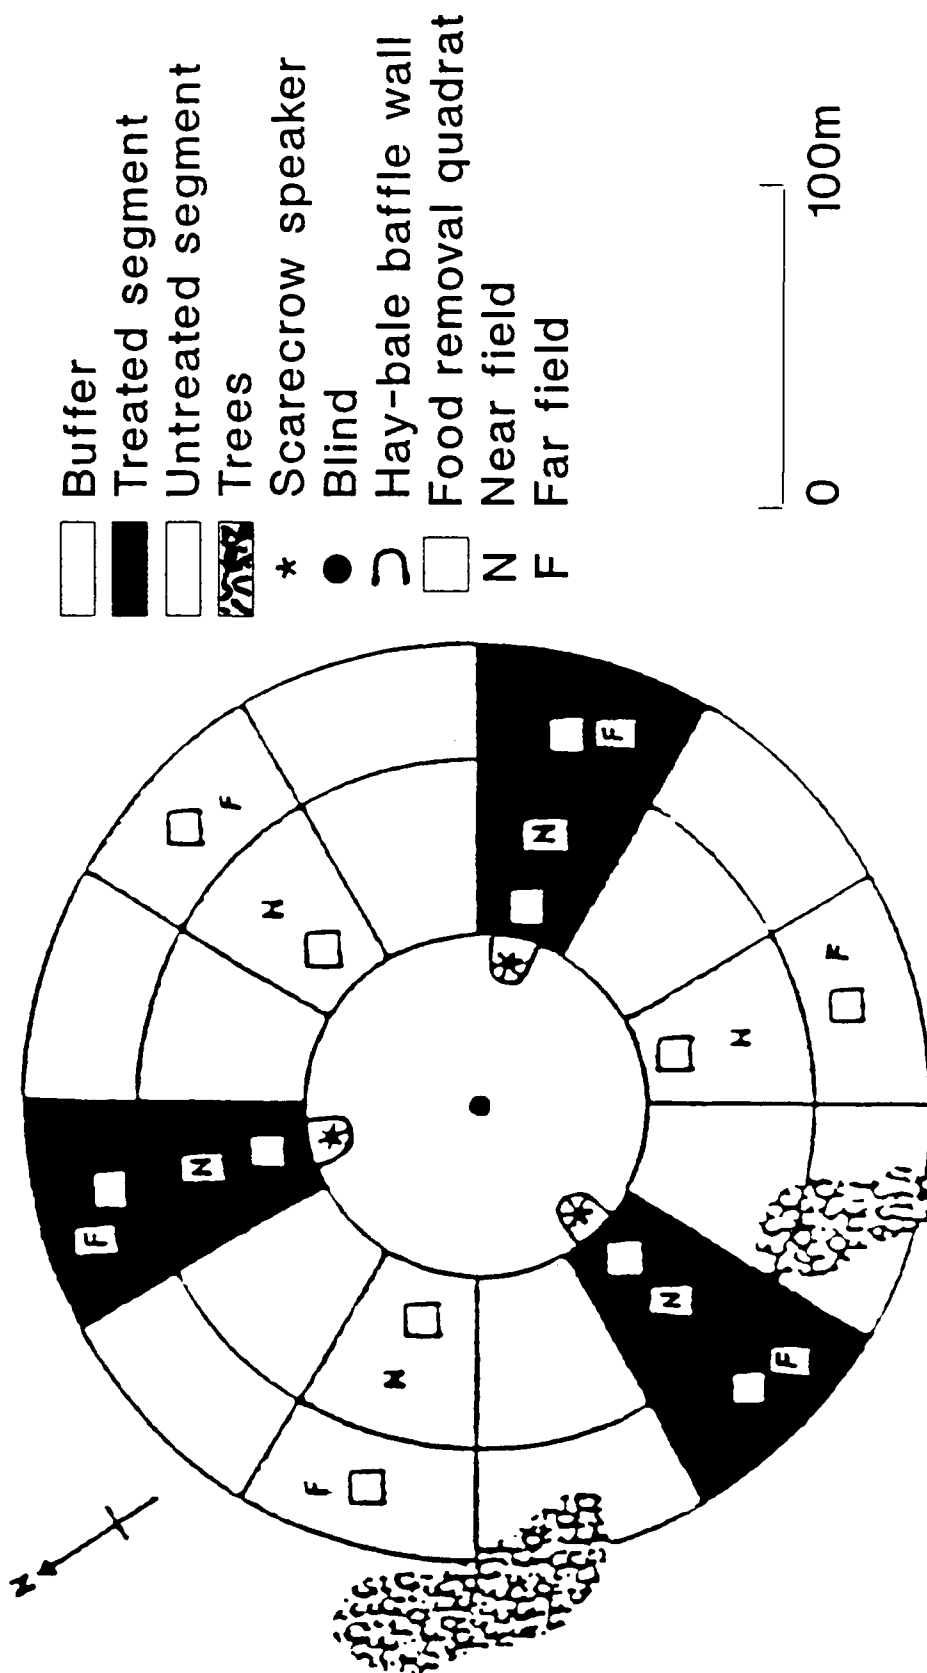 N
F
N
F
N
F
N
N
F
N
F
N
F
Buffer
Treated segment
Untreated segment
Trees
Scarecrow speaker
Blind
Hay-bale baffle wall
Food removal quadrat
N Near field
F Far field
0 100m